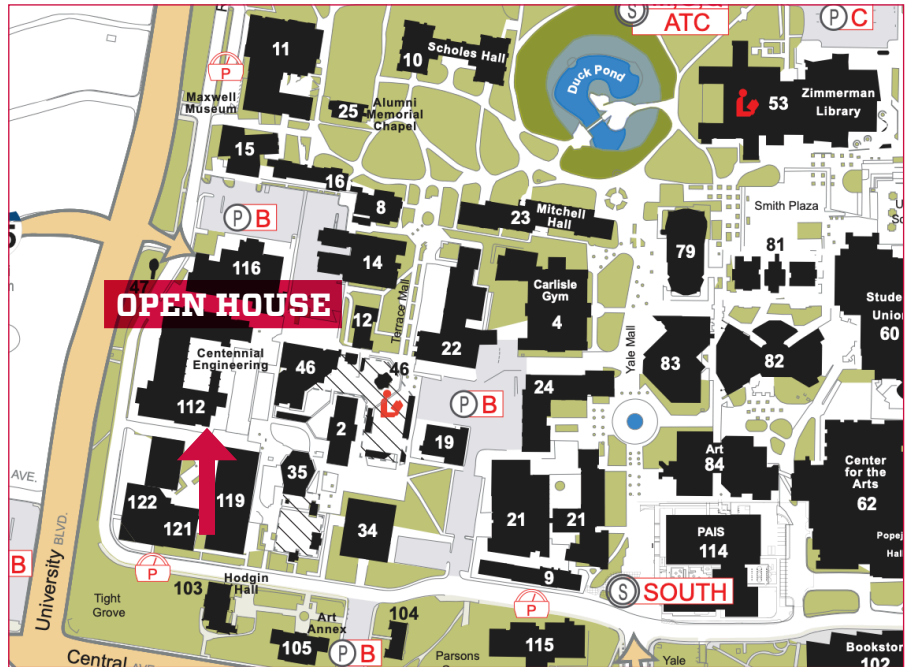 S
ATC
P C
11
10
Scholes Hall
Duck Pond
53
Zimmerman
Library
P
Maxwell
Museum
25
Alumni
Memorial
Chapel
15
16
8
P B
23
Mitchell
Hall
Smith Plaza
79
81
14
116
47
OPEN HOUSE
Carlisle
Gym
4
12
Terrace Mall
22
Yale Mall
60
83
82
Centennial
Engineering
46
46
112
24
P B
2
19
Art
84
Center
for the
Arts
62
AVE.
35
122
119
121
34
21
21
PAIS
114
9
B
P
103
Hodgin
Hall
S SOUTH
P
University BLVD.
Tight
Grove
104
Art
Annex
105
P B
115
Parsons
Yale
Central
102